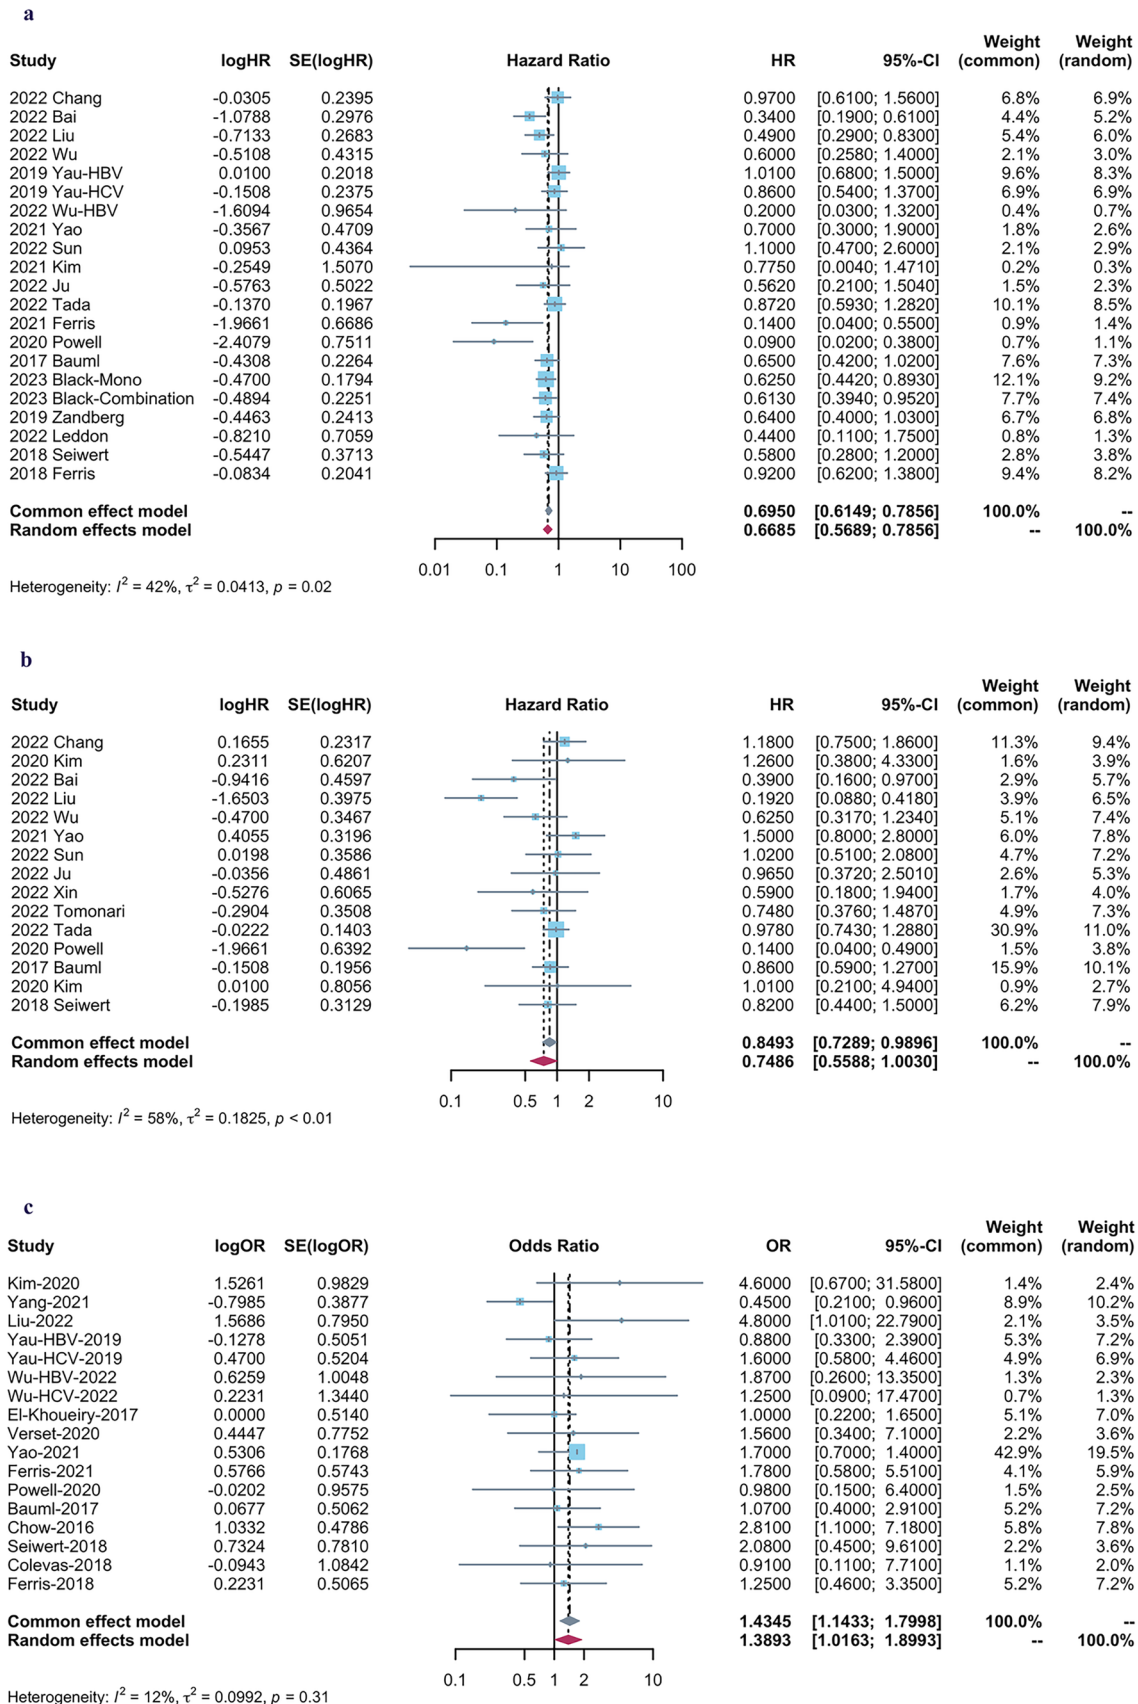 a
Weight Weight
Study logHR SE(logHR) Hazard Ratio HR 95%-CI (common) (random)
2022 Chang -0.0305 0.2395 0.9700 [0.6100; 1.5600] 6.8% 6.9%
2022 Bai -1.0788 0.2976 0.3400 [0.1900; 0.6100] 4.4% 5.2%
2022 Liu -0.7133 0.2683 0.4900 [0.2900; 0.8300] 5.4% 6.0%
2022 Wu -0.5108 0.4315 0.6000 [0.2580; 1.4000] 2.1% 3.0%
2019 Yau-HBV 0.0100 0.2018 1.0100 [0.6800; 1.5000] 9.6% 8.3%
2019 Yau-HCV -0.1508 0.2375 0.8600 [0.5400; 1.3700] 6.9% 6.9%
2022 Wu-HBV -1.6094 0.9654 0.2000 [0.0300; 1.3200] 0.4% 0.7%
2021 Yao -0.3567 0.4709 0.7000 [0.3000; 1.9000] 1.8% 2.6%
2022 Sun 0.0953 0.4364 1.1000 [0.4700; 2.6000] 2.1% 2.9%
2021 Kim -0.2549 1.5070 0.7750 [0.0040; 1.4711] 0.2% 0.3%
2022 Ju -0.5763 0.5022 0.5620 [0.2100; 1.5040] 1.5% 2.3%
2022 Tada -0.1370 0.1967 0.8720 [0.5930; 1.2820] 10.1% 8.5%
2021 Ferris -1.9661 0.6686 0.1400 [0.0400; 0.5500] 0.9% 1.4%
2020 Powell -2.4079 0.7511 0.0900 [0.0200; 0.3800] 0.7% 1.1%
2017 Bauml -0.4308 0.2264 0.6500 [0.4200; 1.0200] 7.6% 7.3%
2023 Black-Mono -0.4700 0.1794 0.6250 [0.4420; 0.8930] 12.1% 9.2%
2023 Black-Combination -0.4894 0.2251 0.6130 [0.3940; 0.9520] 7.7% 7.4%
2019 Zandberg -0.4463 0.2413 0.6400 [0.4000; 1.0300] 6.7% 6.8%
2022 Leddon -0.8210 0.7059 0.4400 [0.1100; 1.7500] 0.8% 1.3%
2018 Seiwert -0.5447 0.3713 0.5800 [0.2800; 1.2000] 2.8% 3.8%
2018 Ferris -0.0834 0.2041 0.9200 [0.6200; 1.3800] 9.4% 8.2%
Common effect model 0.6950 [0.6149; 0.7856] 100.0% --
Random effects model 0.6685 [0.5689; 0.7856] -- 100.0%
0.01 0.1 1 10 100
Heterogeneity: I² = 42%, τ² = 0.0413, p = 0.02
b
Weight Weight
Study logHR SE(logHR) Hazard Ratio HR 95%-CI (common) (random)
2022 Chang 0.1655 0.2317 1.1800 [0.7500; 1.8600] 11.3% 9.4%
2020 Kim 0.2311 0.6207 1.2600 [0.3800; 4.3300] 1.6% 3.9%
2022 Bai -0.9416 0.4597 0.3900 [0.1600; 0.9700] 2.9% 5.7%
2022 Liu -1.6503 0.3975 0.1920 [0.0880; 0.4180] 3.9% 6.5%
2022 Wu -0.4700 0.3467 0.6250 [0.3170; 1.2340] 5.1% 7.4%
2021 Yao 0.4055 0.3196 1.5000 [0.8000; 2.8000] 6.0% 7.8%
2022 Sun 0.0198 0.3586 1.0200 [0.5100; 2.0800] 4.7% 7.2%
2022 Ju -0.0356 0.4861 0.9650 [0.3720; 2.5010] 2.6% 5.3%
2022 Xin -0.5276 0.6065 0.5900 [0.1800; 1.9400] 1.7% 4.0%
2022 Tomonari -0.2904 0.3508 0.7480 [0.3760; 1.4870] 4.9% 7.3%
2022 Tada -0.0222 0.1403 0.9780 [0.7430; 1.2880] 30.9% 11.0%
2020 Powell -1.9661 0.6392 0.1400 [0.0400; 0.4900] 1.5% 3.8%
2017 Bauml -0.1508 0.1956 0.8600 [0.5900; 1.2700] 15.9% 10.1%
2020 Kim 0.0100 0.8056 1.0100 [0.2100; 4.9400] 0.9% 2.7%
2018 Seiwert -0.1985 0.3129 0.8200 [0.4400; 1.5000] 6.2% 7.9%
Common effect model 0.8493 [0.7289; 0.9896] 100.0% --
Random effects model 0.7486 [0.5588; 1.0030] -- 100.0%
0.1 0.5 1 2 10
Heterogeneity: I² = 58%, τ² = 0.1825, p < 0.01
c
Weight Weight
Study logOR SE(logOR) Odds Ratio OR 95%-CI (common) (random)
Kim-2020 1.5261 0.9829 4.6000 [0.6700; 31.5800] 1.4% 2.4%
Yang-2021 -0.7985 0.3877 0.4500 [0.2100; 0.9600] 8.9% 10.2%
Liu-2022 1.5686 0.7950 4.8000 [1.0100; 22.7900] 2.1% 3.5%
Yau-HBV-2019 -0.1278 0.5051 0.8800 [0.3300; 2.3900] 5.3% 7.2%
Yau-HCV-2019 0.4700 0.5204 1.6000 [0.5800; 4.4600] 4.9% 6.9%
Wu-HBV-2022 0.6259 1.0048 1.8700 [0.2600; 13.3500] 1.3% 2.3%
Wu-HCV-2022 0.2231 1.3440 1.2500 [0.0900; 17.4700] 0.7% 1.3%
El-Khoueiry-2017 0.0000 0.5140 1.0000 [0.2200; 1.6500] 5.1% 7.0%
Verset-2020 0.4447 0.7752 1.5600 [0.3400; 7.1000] 2.2% 3.6%
Yao-2021 0.5306 0.1768 1.7000 [0.7000; 1.4000] 42.9% 19.5%
Ferris-2021 0.5766 0.5743 1.7800 [0.5800; 5.5100] 4.1% 5.9%
Powell-2020 -0.0202 0.9575 0.9800 [0.1500; 6.4000] 1.5% 2.5%
Bauml-2017 0.0677 0.5062 1.0700 [0.4000; 2.9100] 5.2% 7.2%
Chow-2016 1.0332 0.4786 2.8100 [1.1000; 7.1800] 5.8% 7.8%
Seiwert-2018 0.7324 0.7810 2.0800 [0.4500; 9.6100] 2.2% 3.6%
Colevas-2018 -0.0943 1.0842 0.9100 [0.1100; 7.7100] 1.1% 2.0%
Ferris-2018 0.2231 0.5065 1.2500 [0.4600; 3.3500] 5.2% 7.2%
Common effect model 1.4345 [1.1433; 1.7998] 100.0% --
Random effects model 1.3893 [1.0163; 1.8993] -- 100.0%
0.1 0.5 1 2 10
Heterogeneity: I² = 12%, τ² = 0.0992, p = 0.31